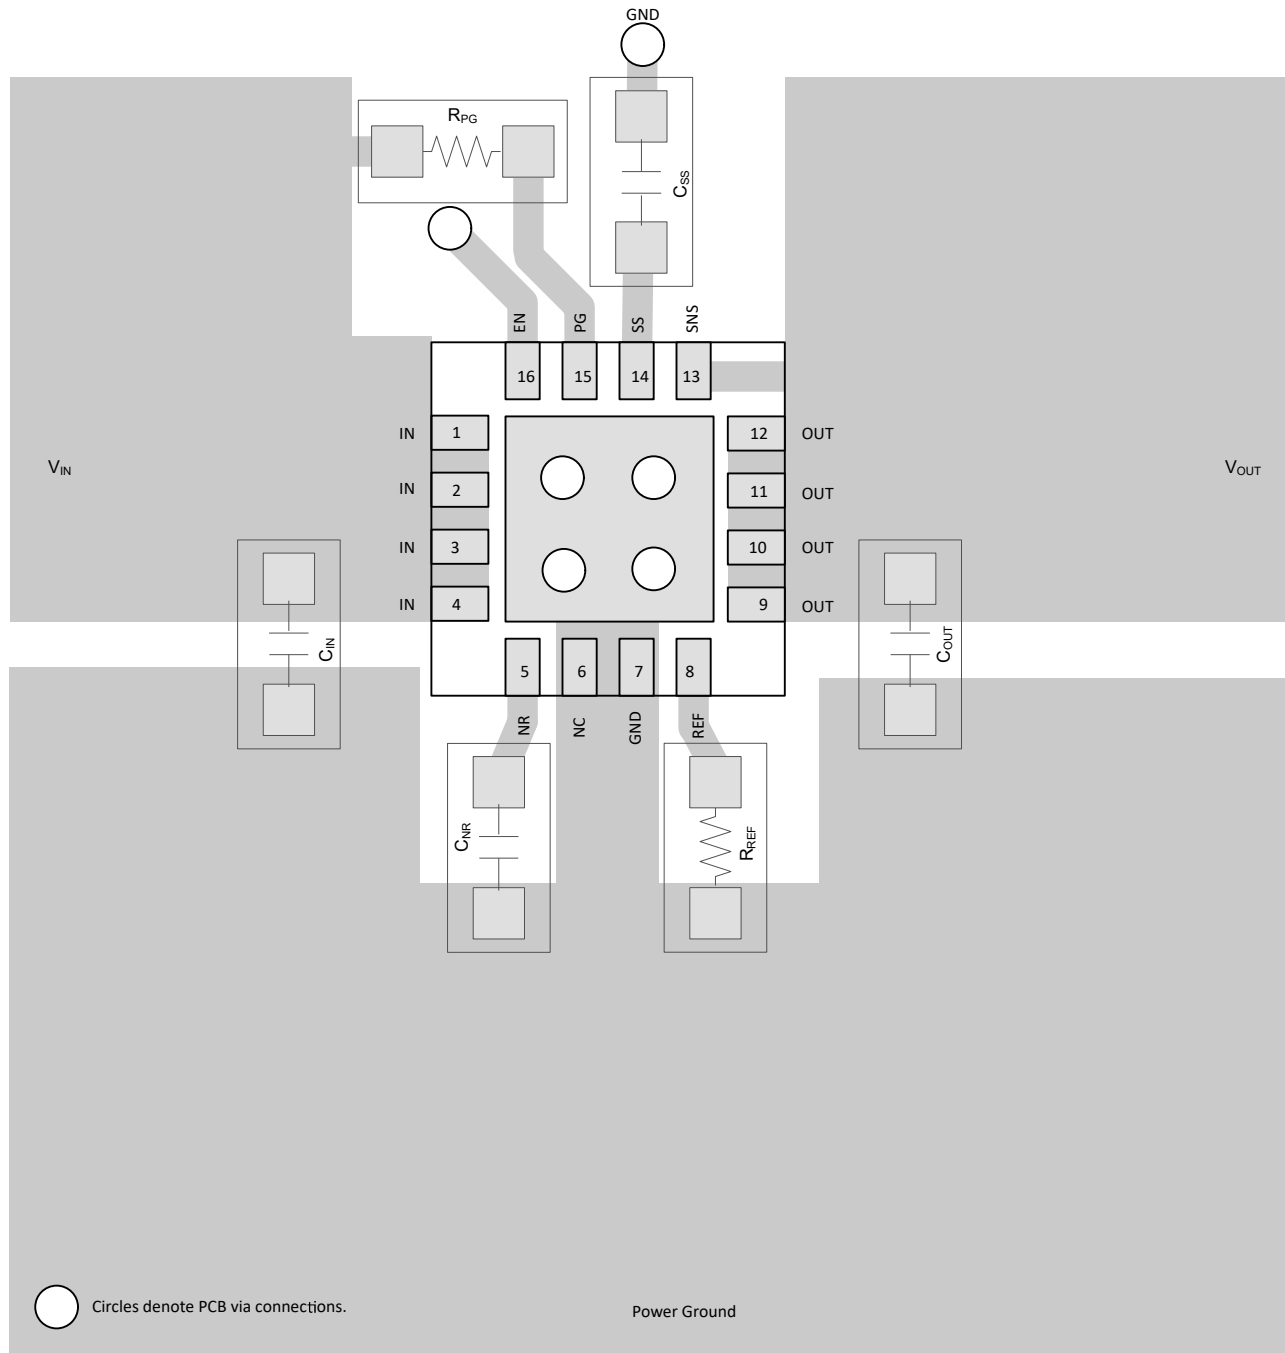 GND
RPG
CSS
EN
PG
SS
SNS
16
15
14
13
IN
1
12
OUT
VIN
VOUT
IN
2
11
OUT
IN
3
10
OUT
IN
4
9
OUT
CIN
COUT
5
6
7
8
NR
NC
GND
REF
CNR
RREF
Circles denote PCB via connections.
Power Ground